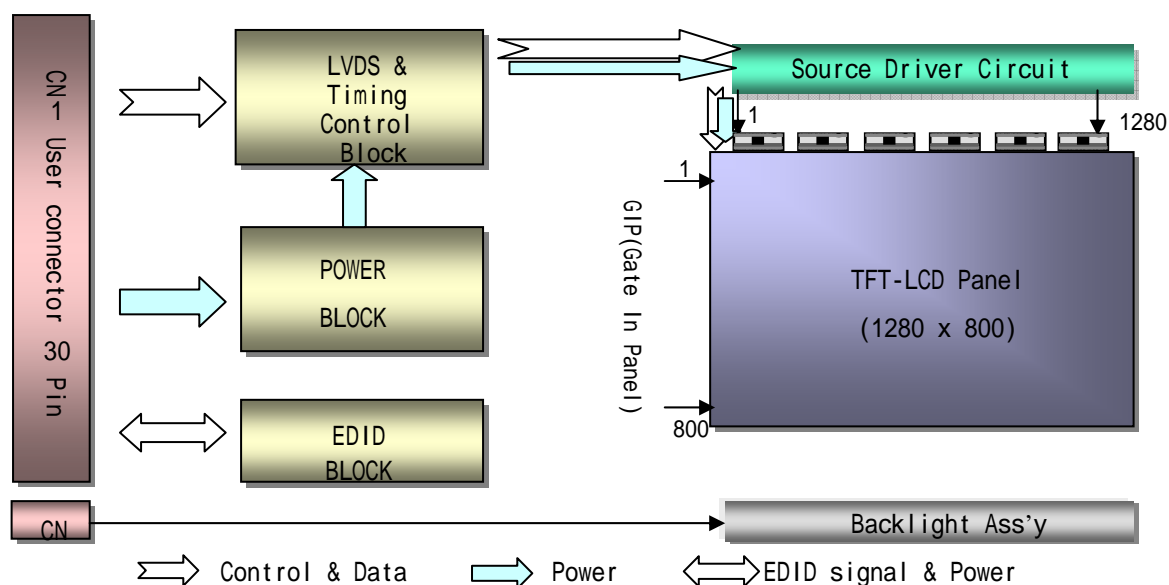 CN-1 User connector 30 Pin
LVDS &
Timing
Control
Block
POWER
BLOCK
EDID
BLOCK
Source Driver Circuit
1
1280
1
GIP(Gate In Panel)
800
TFT-LCD Panel
(1280 x 800)
CN
Backlight Ass'y
Control & Data
Power
EDID signal & Power